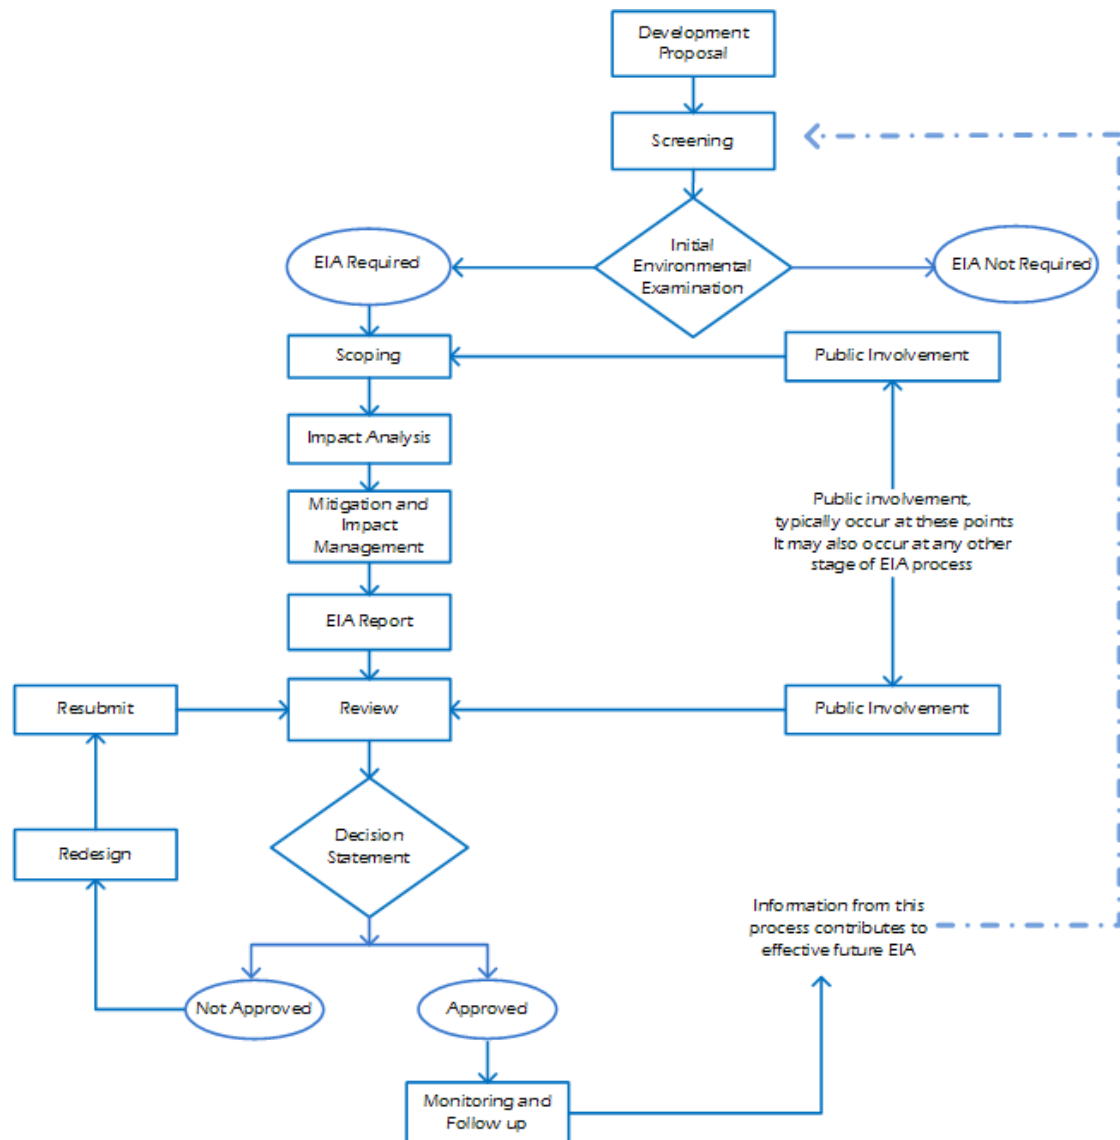 Development
Proposal
Screening
Initial
Environmental
Examination
EIA Required
EIA Not Required
Scoping
Public Involvement
Impact Analysis
Mitigation and
Impact
Management
Public involvement,
typically occur at these points
It may also occur at any other
stage of EIA process
EIA Report
Resubmit
Review
Public Involvement
Redesign
Decision
Statement
Information from this
process contributes to
effective future EIA
Not Approved
Approved
Monitoring and
Follow up